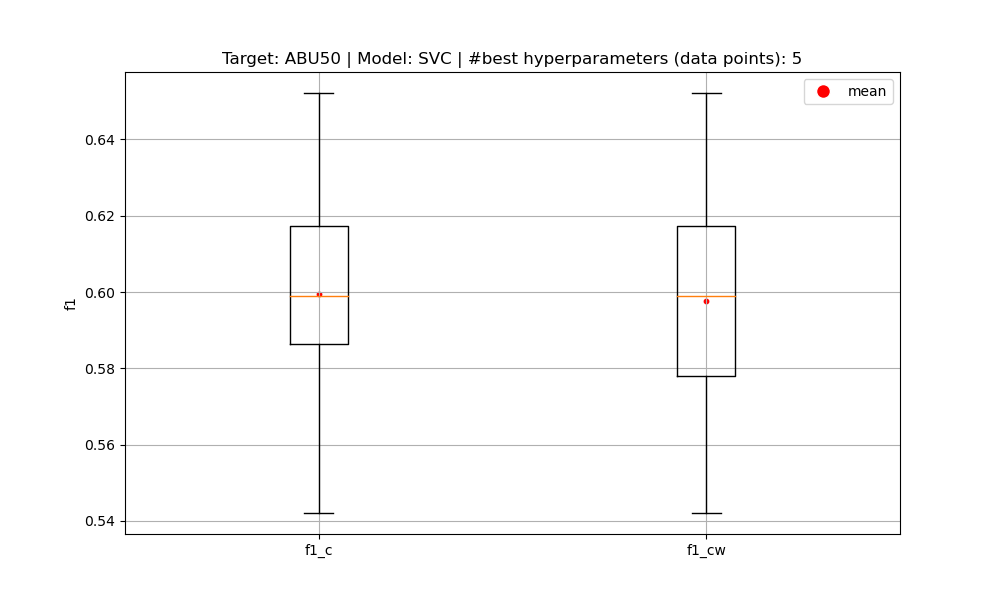 Target: ABU50 | Model: SVC | #best hyperparameters (data points): 5
mean
0.64
0.62
0.60
0.58
0.56
0.54
f1
f1_c
f1_cw